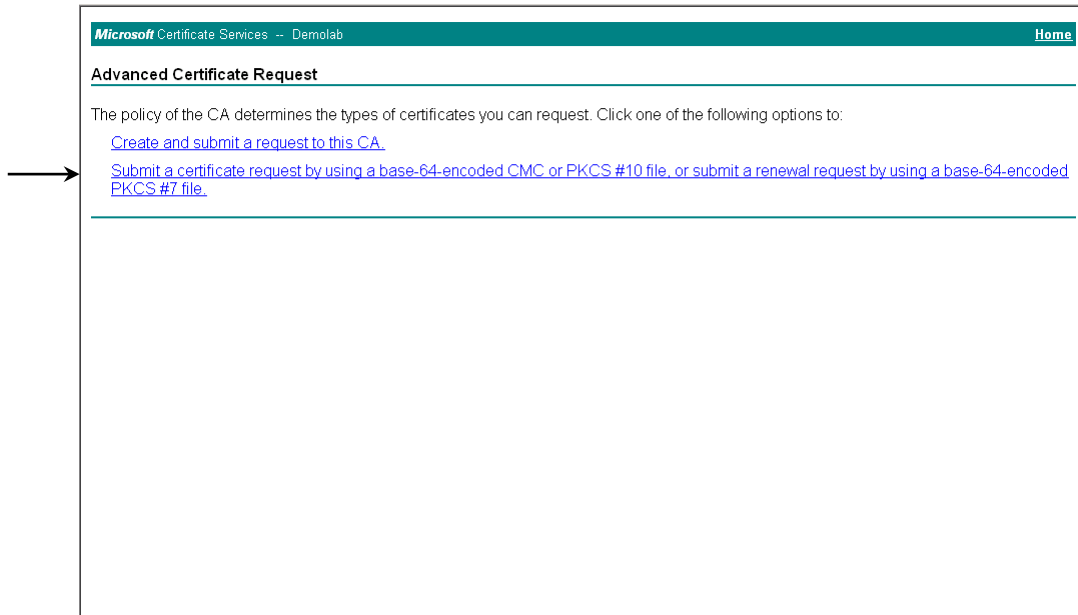 Microsoft Certificate Services -- Demolab Home
Advanced Certificate Request
The policy of the CA determines the types of certificates you can request. Click one of the following options to:
Create and submit a request to this CA.
Submit a certificate request by using a base-64-encoded CMC or PKCS #10 file, or submit a renewal request by using a base-64-encoded
PKCS #7 file.